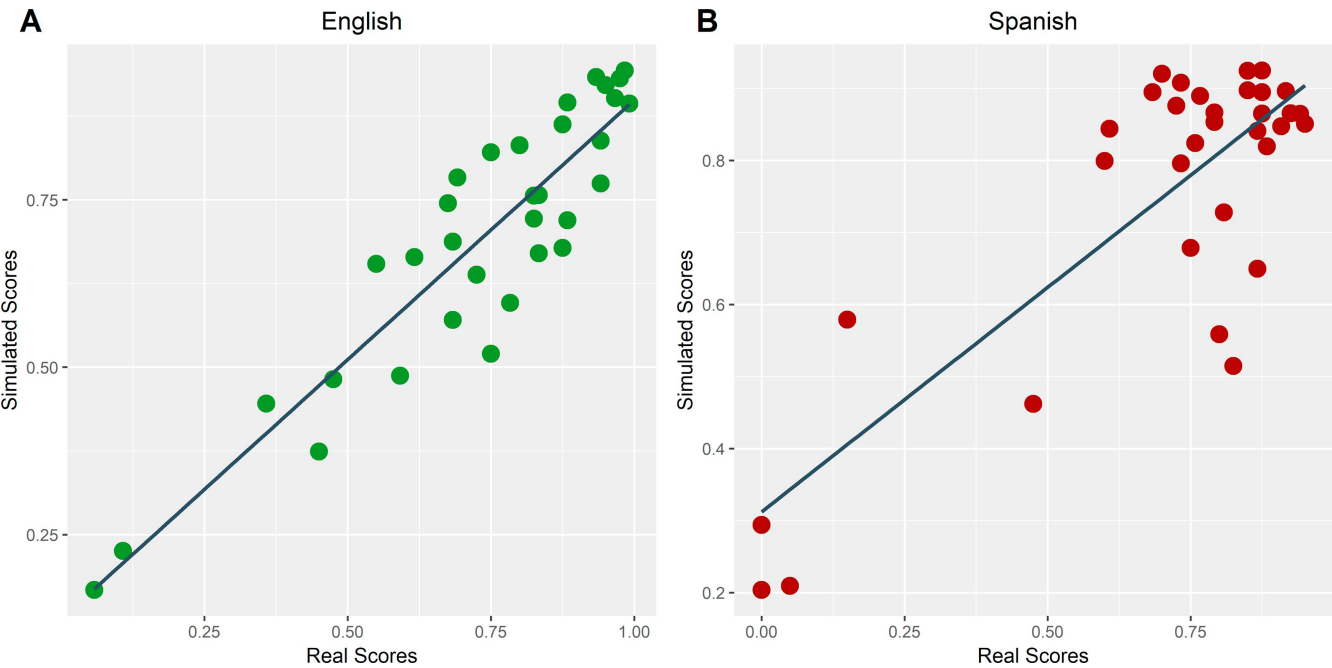 A
English
Simulated Scores
0.75
0.50
0.25
0.25 0.50 0.75 1.00
Real Scores
B
Spanish
Simulated Scores
0.8
0.6
0.4
0.2
0.00 0.25 0.50 0.75
Real Scores